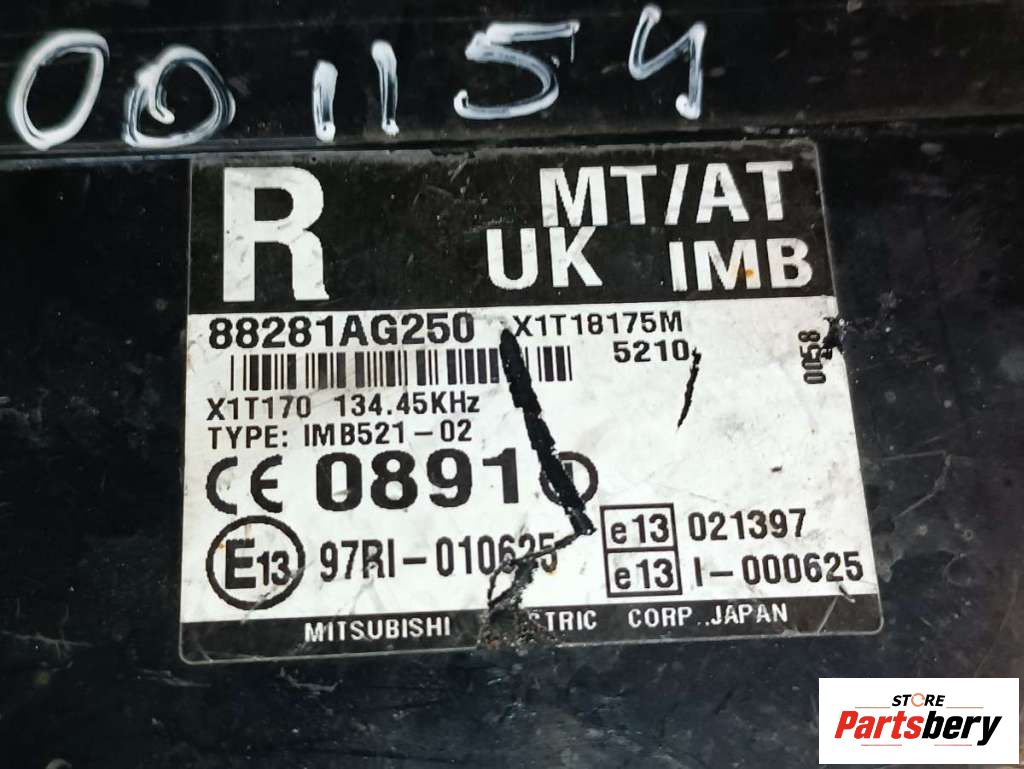 001154
R MT/AT
UK IMB
88281AG250 X1T18175M
5210
0058
X1T170 134.45KHz
TYPE: IMB521-02
CE 0891
E13 97RI-010625
e13 021397
e13 I-000625
MITSUBISHI CORP.,JAPAN
STORE
Partsbery